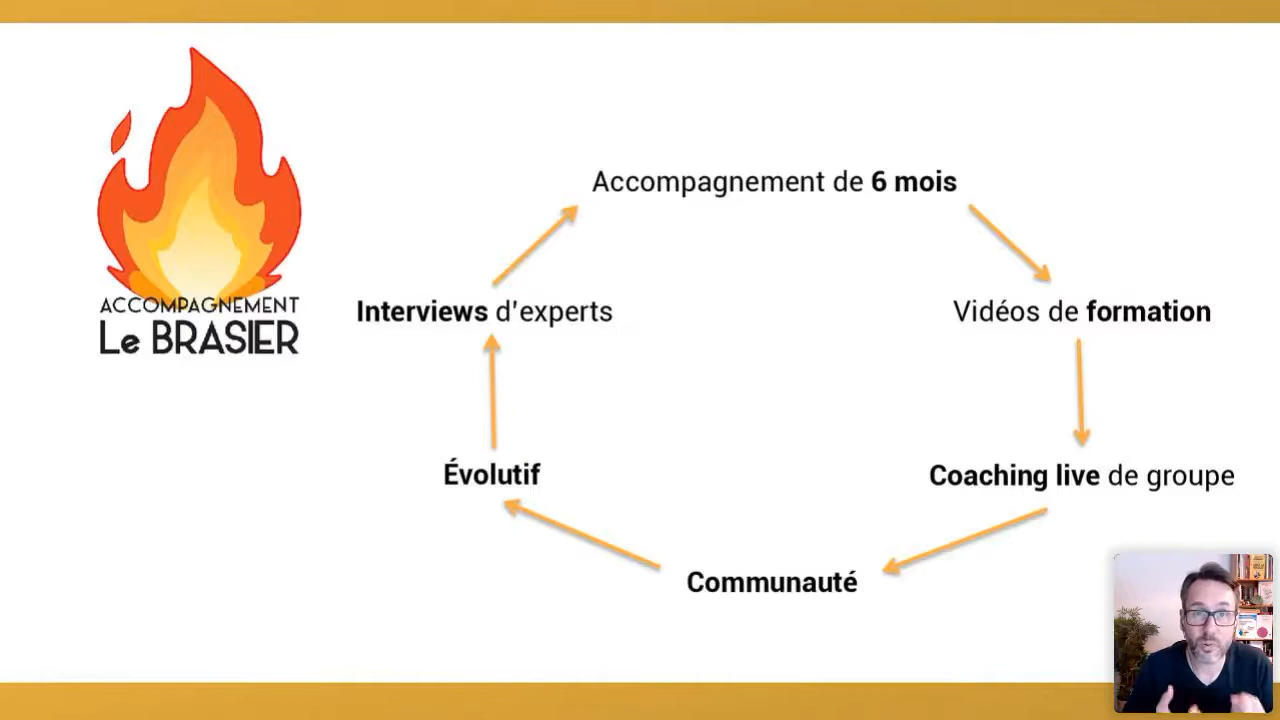 ACCOMPAGNEMENT
Le BRASIER
Accompagnement de 6 mois
Vidéos de formation
Coaching live de groupe
Communauté
Évolutif
Interviews d'experts